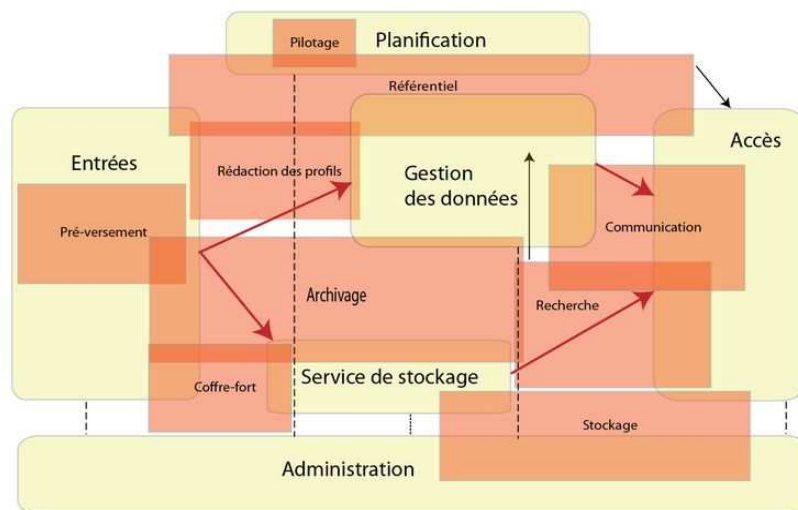 Pilotage
Planification
Référentiel
Entrées
Accès
Rédaction des profils
Gestion
des données
Pré-versement
Communication
Archivage
Recherche
Coffre-fort
Service de stockage
Stockage
Administration